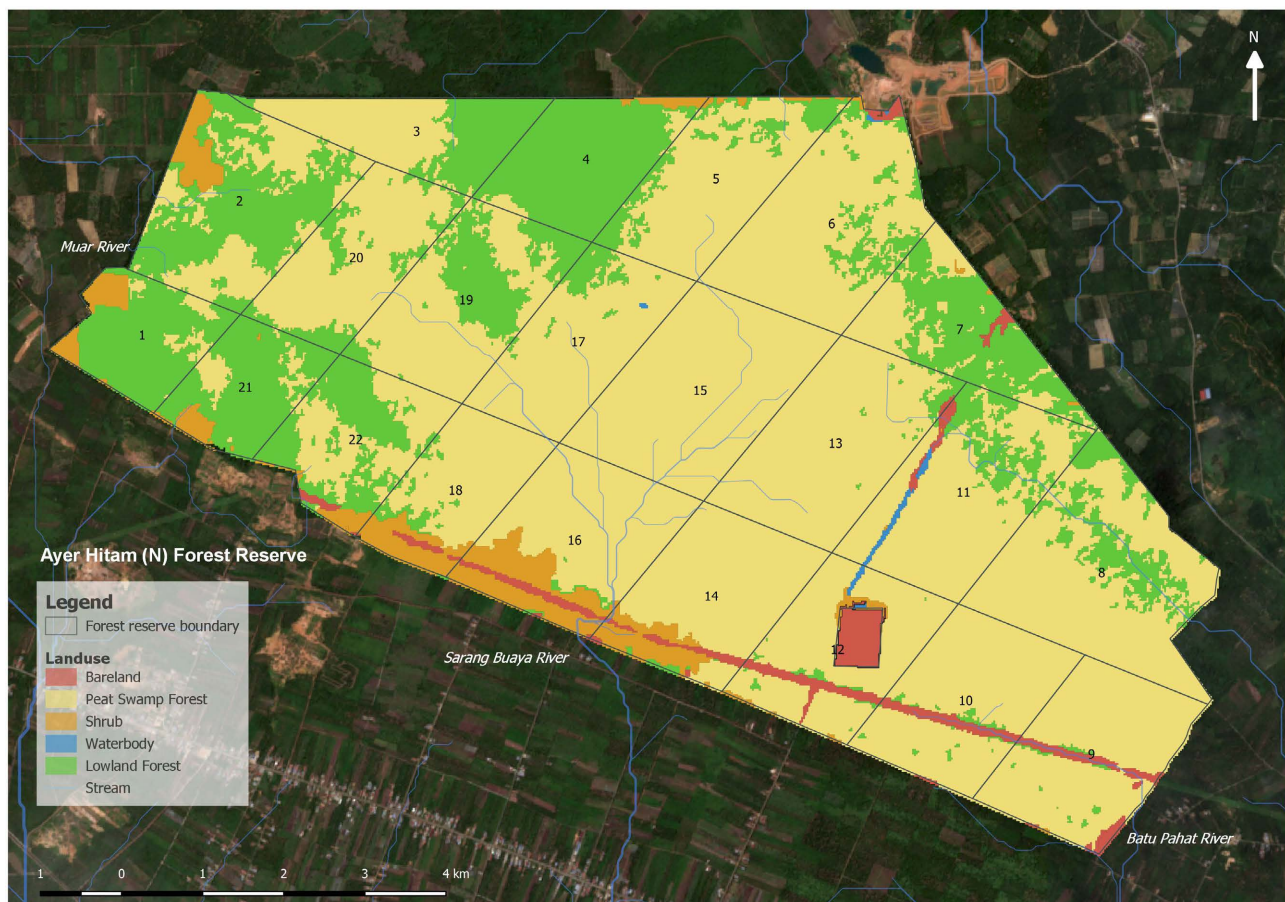 N
3
4
5
2
6
Muar River
20
19
7
1
17
21
15
22
13
18
11
16
Ayer Hitam (N) Forest Reserve
8
14
Legend
Forest reserve boundary
12
Sarang Buaya River
Landuse
Bareland
Peat Swamp Forest
10
Shrub
Waterbody
9
Lowland Forest
Stream
Batu Pahat River
1 0 1 2 3 4 km